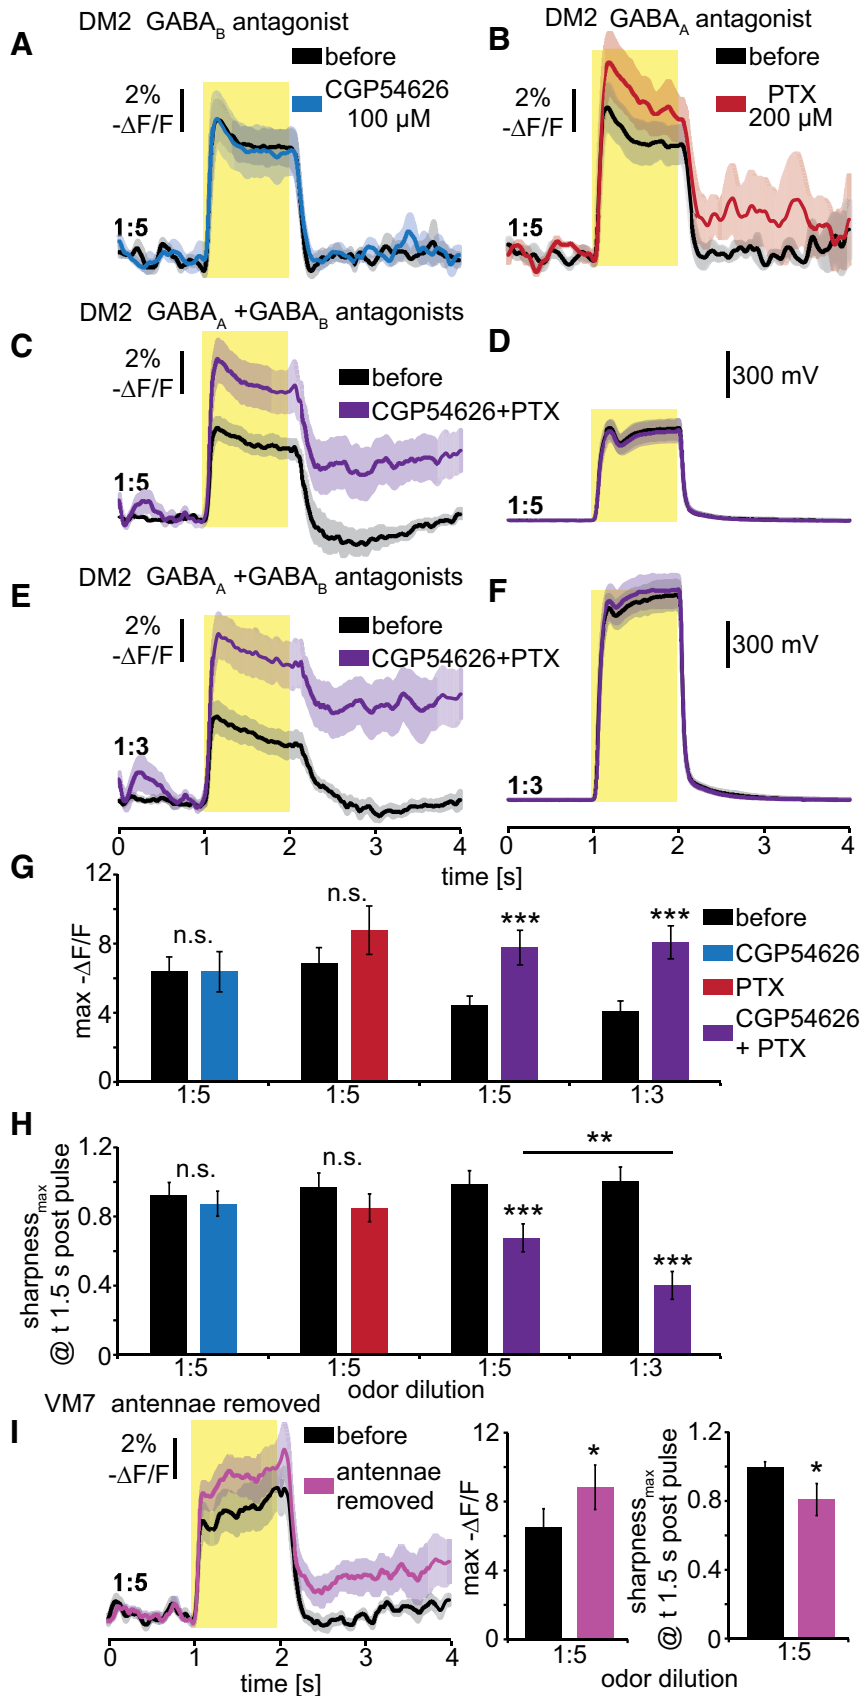 DM2 GABA_B antagonist
A
before
CGP54626
100 µM
2%
-ΔF/F
1:5
DM2 GABA_A antagonist
B
before
PTX
200 µM
2%
-ΔF/F
1:5
DM2 GABA_A +GABA_B antagonists
C
2%
-ΔF/F
before
CGP54626+PTX
1:5
D
300 mV
1:5
DM2 GABA_A +GABA_B antagonists
E
2%
-ΔF/F
before
CGP54626+PTX
1:3
0 1 2 3 4
F
300 mV
1:3
0 1 2 3 4
time [s]
G
max -ΔF/F
12
8
4
0
n.s.
n.s.
***
***
1:5 1:5 1:5 1:3
before
CGP54626
PTX
CGP54626
+ PTX
H
sharpness_max
@ t 1.5 s post pulse
1.2
0.8
0.4
0
n.s.
n.s.
***
**
***
1:5 1:5 1:5 1:3
odor dilution
VM7 antennae removed
I
2%
-ΔF/F
before
antennae
removed
1:5
0 1 2 3 4
time [s]
max -ΔF/F
12
8
4
0
*
1:5
sharpness_max
@ t 1.5 s post pulse
1.2
0.8
0.4
0
*
1:5
odor dilution